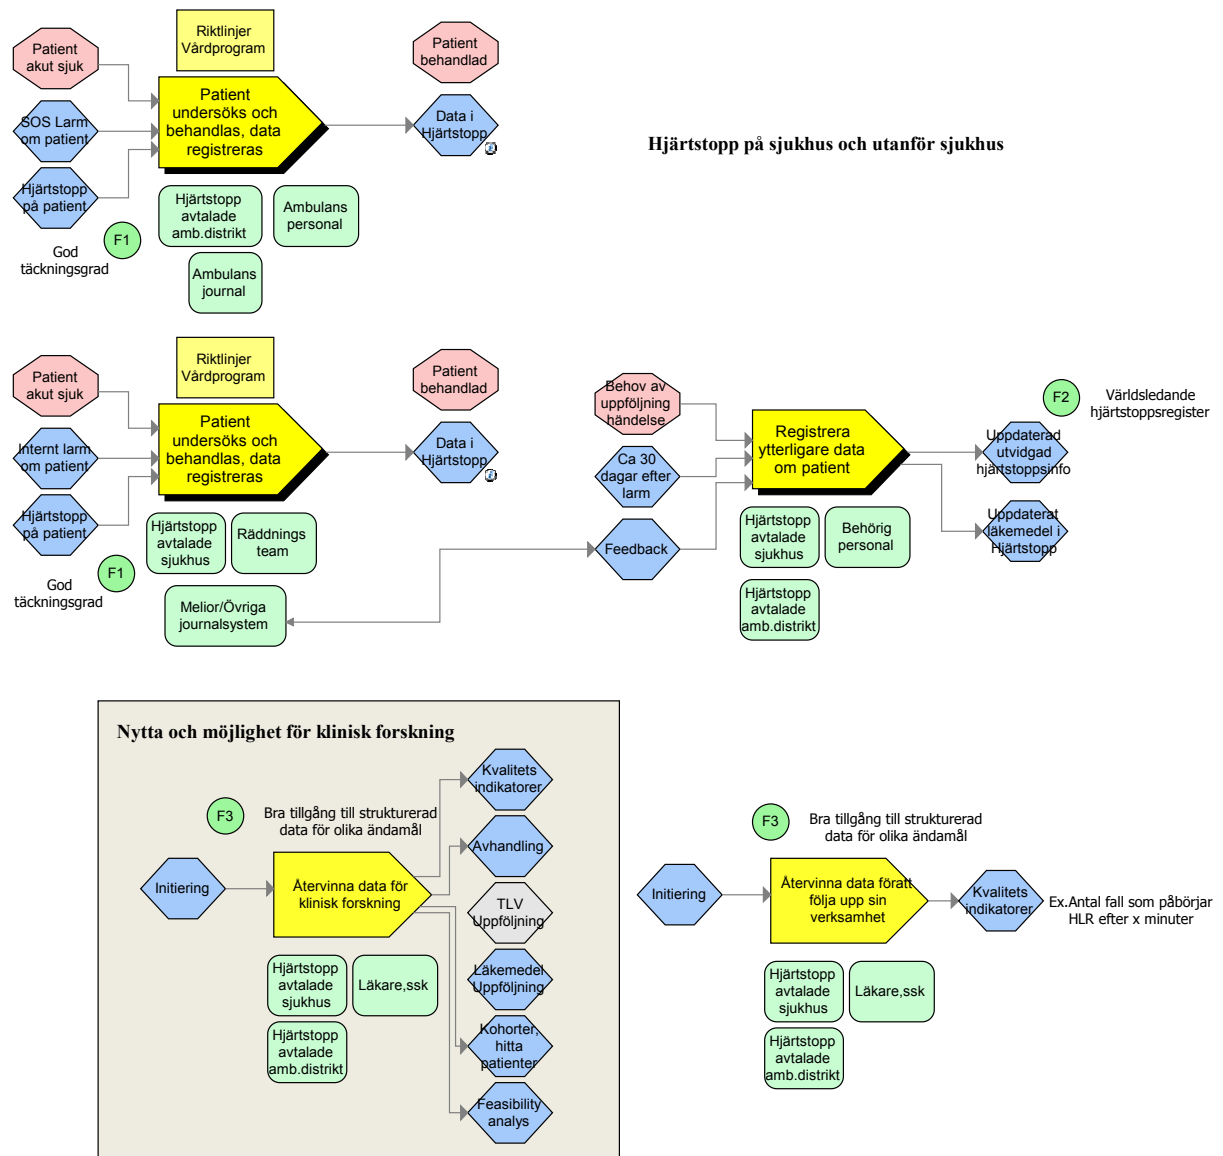 Patient
akut sjuk
Riktlinjer
Vårdprogram
Patient
behandlad
SOS Larm
om patient
Patient
undersöks och
behandlas, data
registreras
Data i
Hjärtstopp
Hjärtstopp på sjukhus och utanför sjukhus
Hjärtstopp
på patient
Hjärtstopp
avtalade
amb.distrikt
Ambulans
personal
F1
God
täckningsgrad
Ambulans
journal
Patient
akut sjuk
Riktlinjer
Vårdprogram
Patient
behandlad
Internt larm
om patient
Patient
undersöks och
behandlas, data
registreras
Data i
Hjärtstopp
Hjärtstopp
på patient
Hjärtstopp
avtalade
sjukhus
Räddnings
team
F1
God
täckningsgrad
Melior/Övriga
journalsystem
Behov av
uppföljning
händelse
Ca 30
dagar efter
larm
Feedback
Registrera
ytterligare data
om patient
F2
Världsledande
hjärtstoppsregister
Uppdaterad
utvidgad
hjärtstoppsinfo
Uppdaterat
läkemedel i
Hjärtstopp
Hjärtstopp
avtalade
sjukhus
Behörig
personal
Hjärtstopp
avtalade
amb.distrikt
Nytta och möjlighet för klinisk forskning
F3
Bra tillgång till strukturerad
data för olika ändamål
Initiering
Återvinna data för
klinisk forskning
Kvalitets
indikatorer
Avhandling
TLV
Uppföljning
Läkemedel
Uppföljning
Kohorter,
hitta
patienter
Feasibility
analys
Hjärtstopp
avtalade
sjukhus
Läkare,ssk
Hjärtstopp
avtalade
amb.distrikt
F3
Bra tillgång till strukturerad
data för olika ändamål
Initiering
Återvinna data föratt
följa upp sin
verksamhet
Kvalitets
indikatorer
Ex.Antal fall som påbörjar
HLR efter x minuter
Hjärtstopp
avtalade
sjukhus
Läkare,ssk
Hjärtstopp
avtalade
amb.distrikt